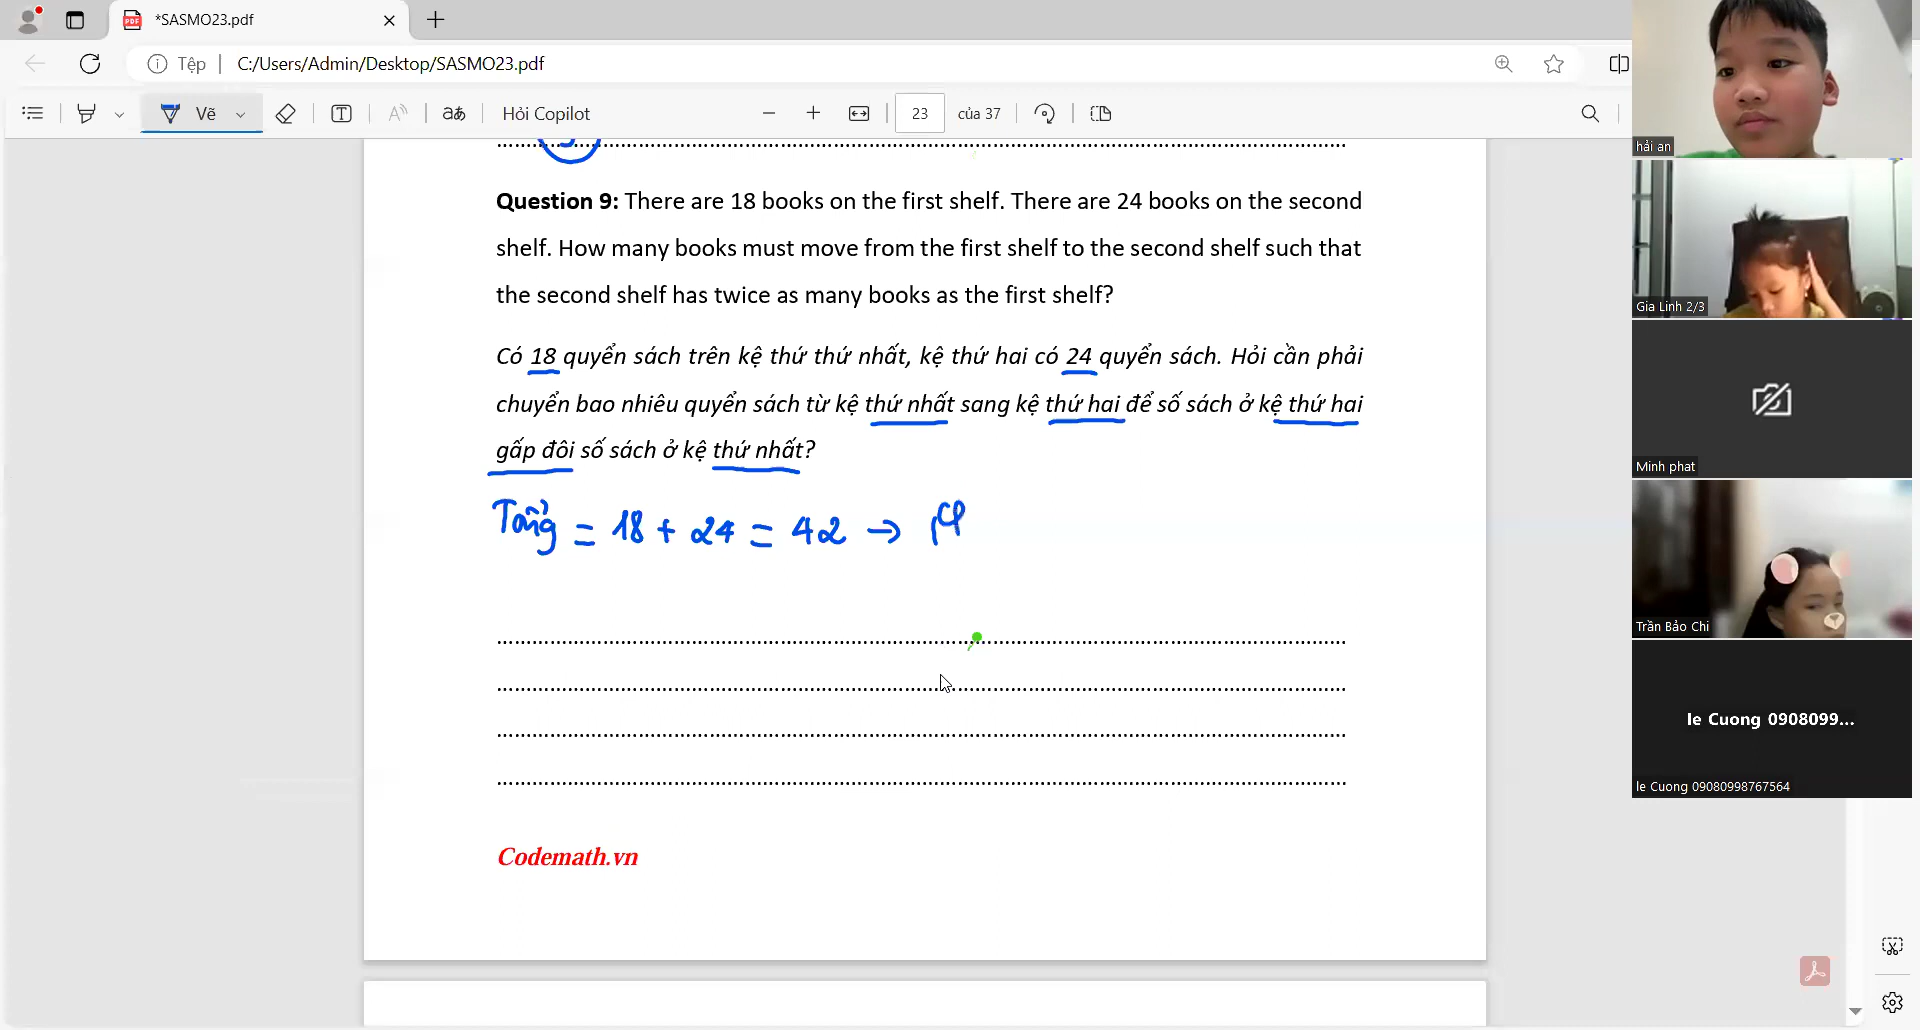 *SASMO23.pdf
Tệp
C:/Users/Admin/Desktop/SASMO23.pdf
Vẽ
Hỏi Copilot
23
của 37
Question 9: There are 18 books on the first shelf. There are 24 books on the second
shelf. How many books must move from the first shelf to the second shelf such that
the second shelf has twice as many books as the first shelf?
Có 18 quyển sách trên kệ thứ thứ nhất, kệ thứ hai có 24 quyển sách. Hỏi cần phải
chuyển bao nhiêu quyển sách từ kệ thứ nhất sang kệ thứ hai để số sách ở kệ thứ hai
gấp đôi số sách ở kệ thứ nhất?
Tổng = 18 + 24 = 42 →
Codemath.vn
hải an
Gia Linh 2/3
Minh phat
Trần Bảo Chi
le Cuong 0908099...
le Cuong 09080998767564